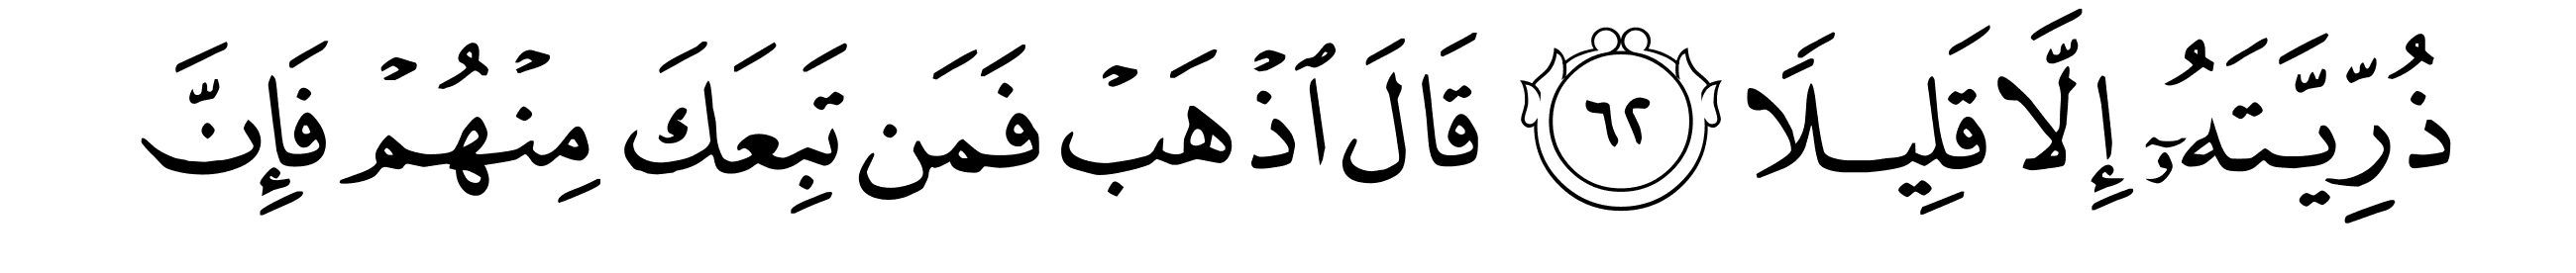 ذُرِّيَّتَهُۥٓ إِلَّا قَلِيلًا ٦٢ قَالَ ٱذۡهَبۡ فَمَن تَبِعَكَ مِنۡهُمۡ فَإِنَّ